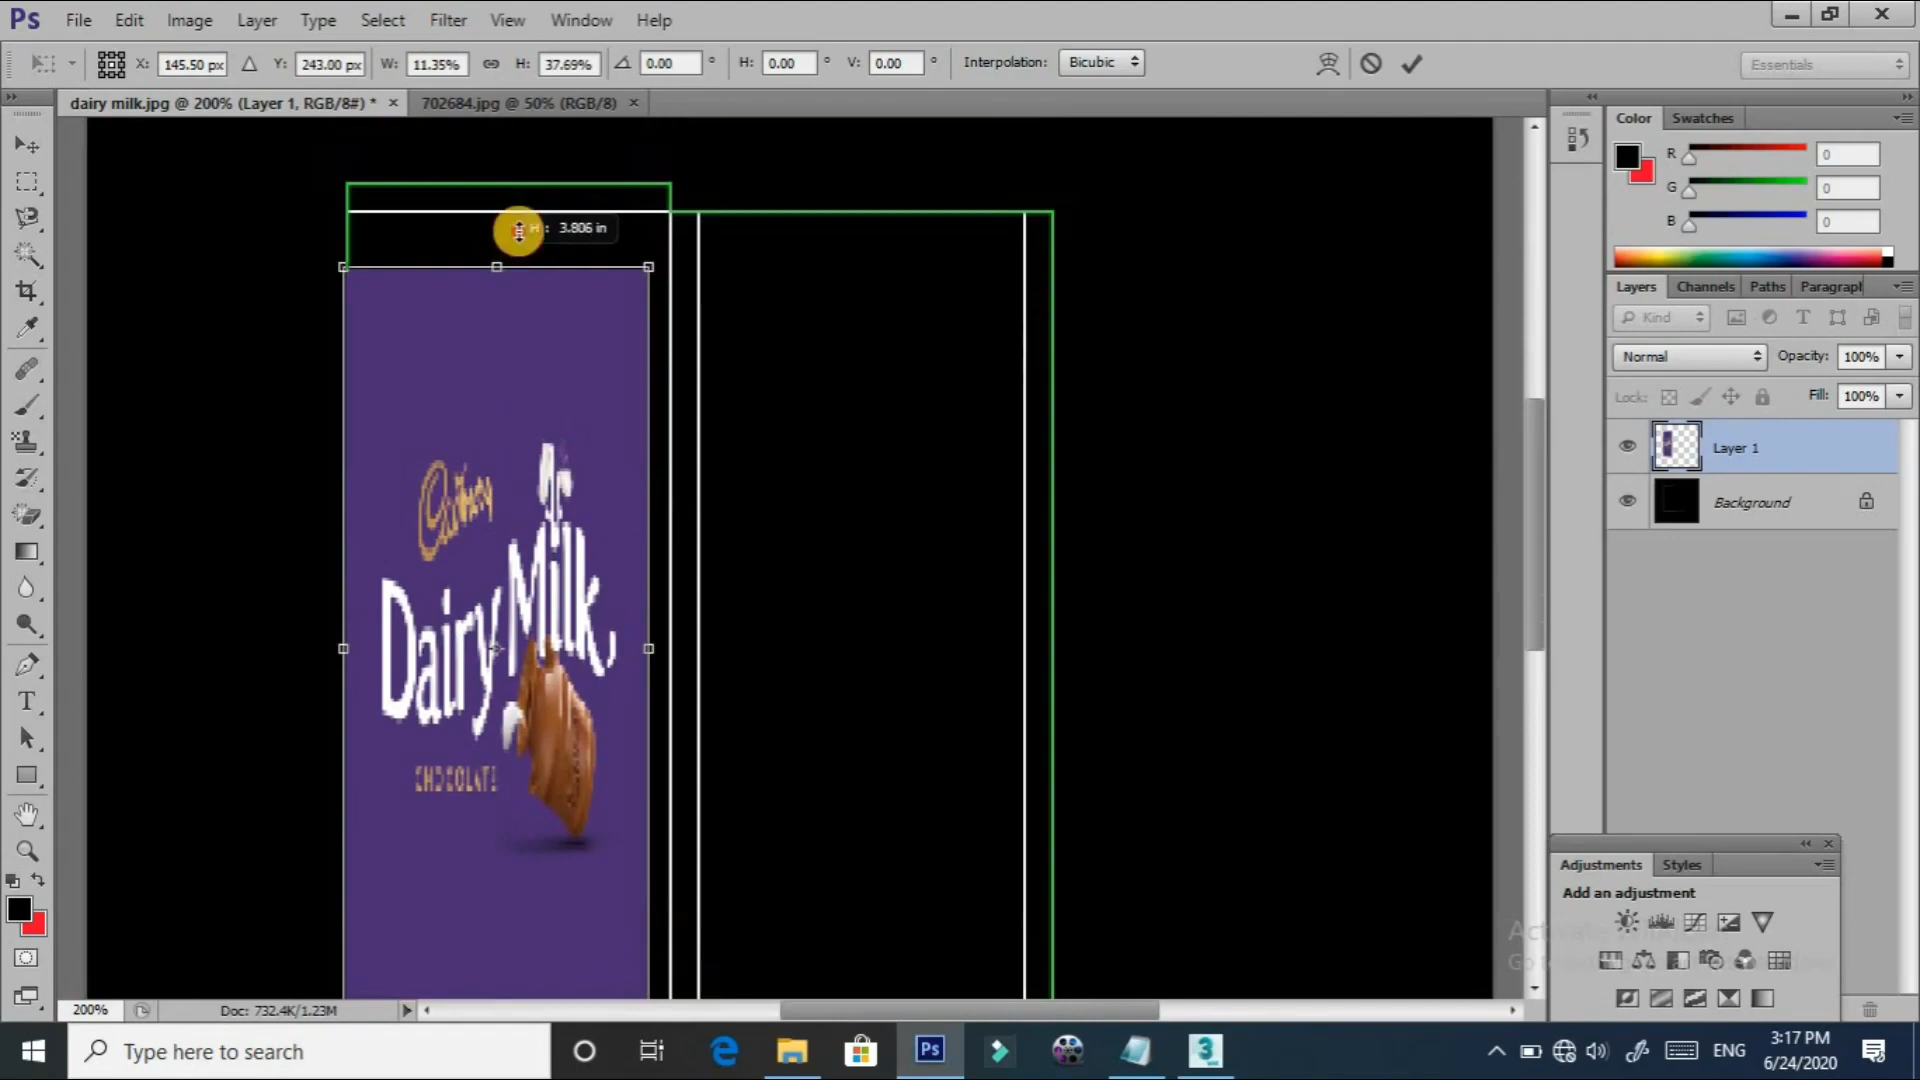 Ps File Edit Image Layer Type Select Filter View Window Help
X: 145.50 px Y: 243.00 px W: 11.35% H: 37.69% 0.00 ° H: 0.00 ° V: 0.00 ° Interpolation: Bicubic Essentials
dairy milk.jpg @ 200% (Layer 1, RGB/8#) * × 702684.jpg @ 50% (RGB/8) ×
Color Swatches
R 0
G 0
B 0
H : 3.806 in
Layers Channels Paths Paragraph
Kind
Normal Opacity: 100%
Lock: Fill: 100%
Layer 1
Background
Cadbury
Dairy Milk
CHOCOLATE
Adjustments Styles
Add an adjustment
200% Doc: 732.4K/1.23M
Type here to search
Ps
3
ENG
3:17 PM
6/24/2020